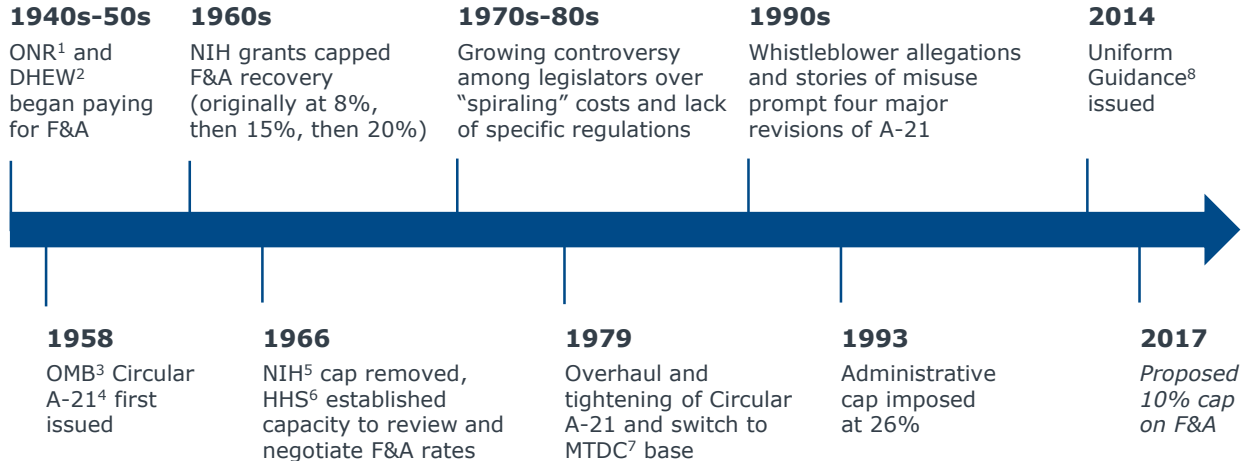 1940s-50s
ONR¹ and
DHEW²
began paying
for F&A
1960s
NIH grants capped
F&A recovery
(originally at 8%,
then 15%, then 20%)
1970s-80s
Growing controversy
among legislators over
“spiraling” costs and lack
of specific regulations
1990s
Whistleblower allegations
and stories of misuse
prompt four major
revisions of A-21
2014
Uniform
Guidance⁸
issued
1958
OMB³ Circular
A-21⁴ first
issued
1966
NIH⁵ cap removed,
HHS⁶ established
capacity to review and
negotiate F&A rates
1979
Overhaul and
tightening of Circular
A-21 and switch to
MTDC⁷ base
1993
Administrative
cap imposed
at 26%
2017
Proposed
10% cap
on F&A